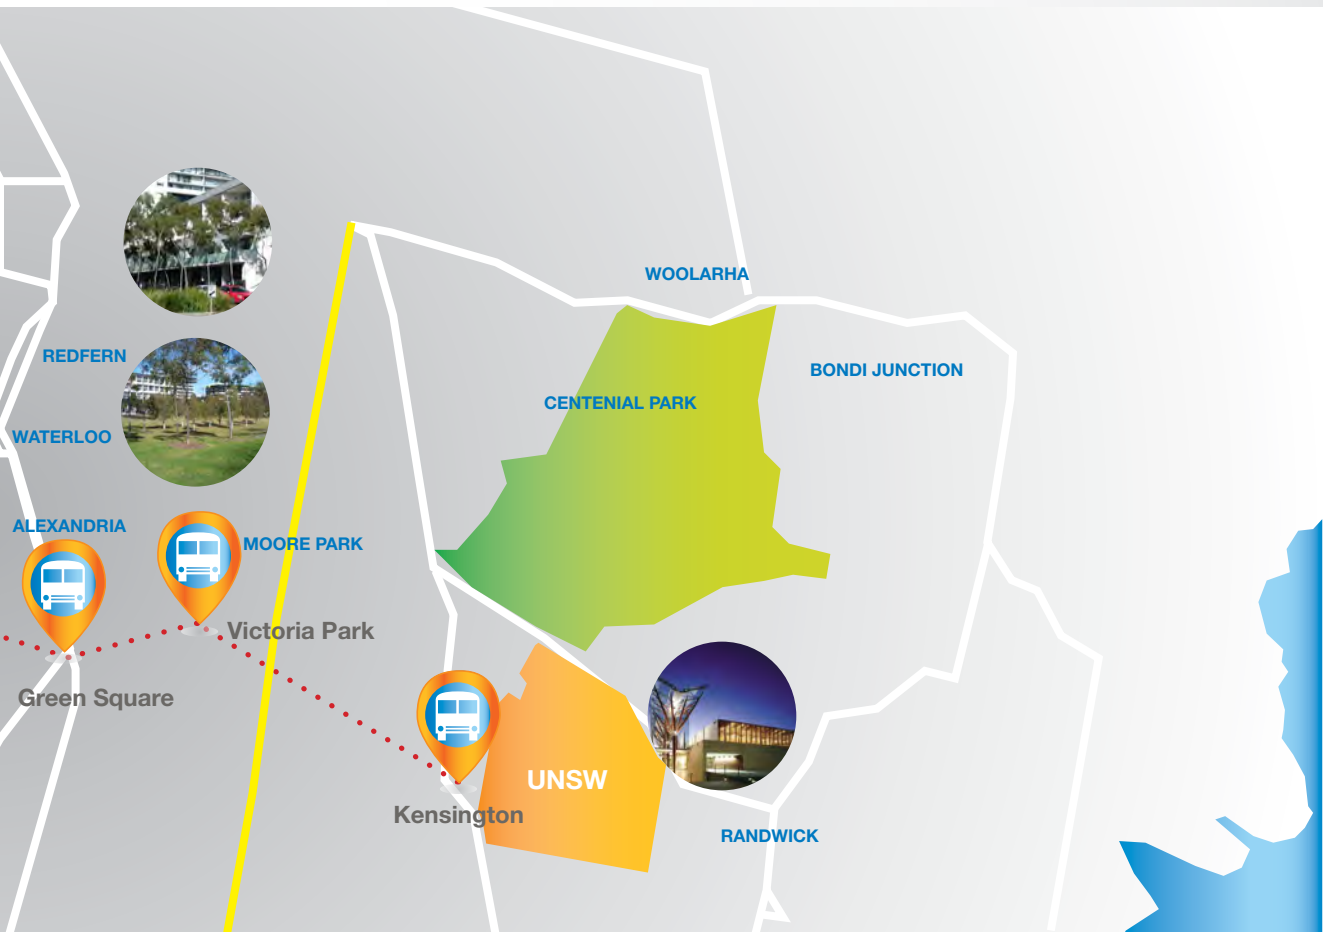 WOOLARHA
REDFERN
BONDI JUNCTION
CENTENIAL PARK
WATERLOO
ALEXANDRIA
MOORE PARK
Victoria Park
Green Square
UNSW
Kensington
RANDWICK